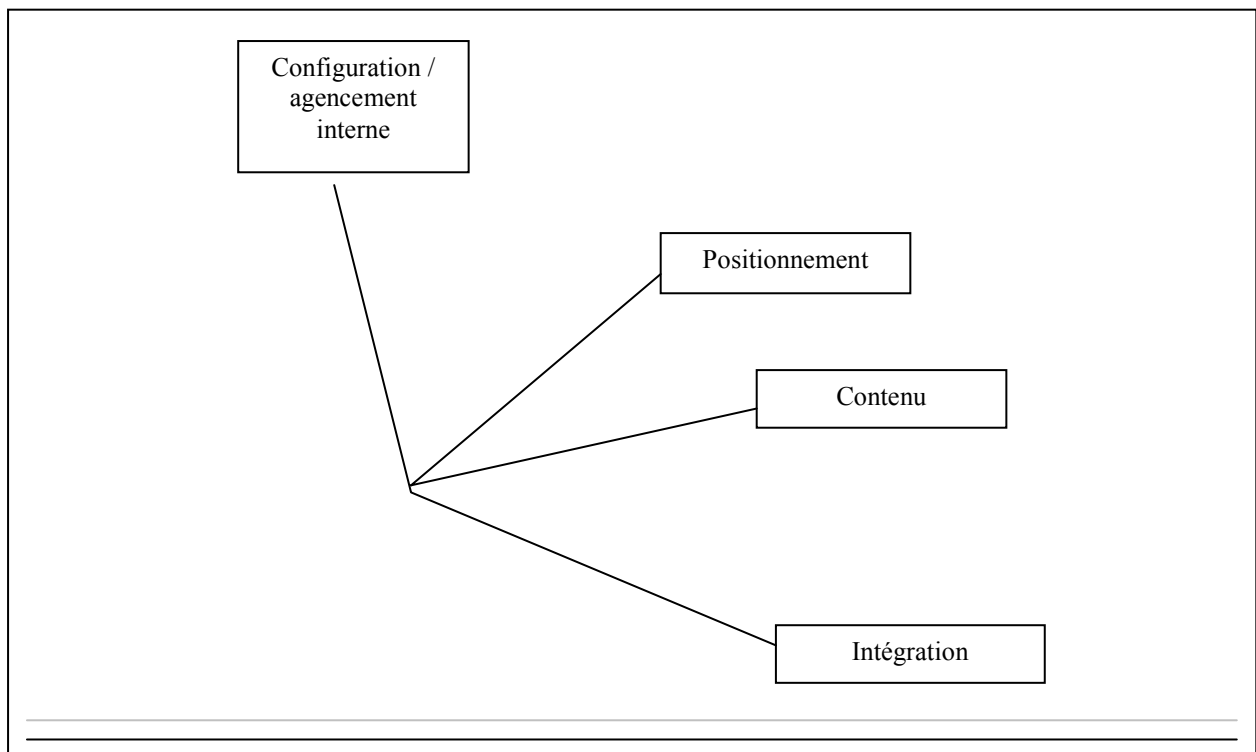 Configuration /
agencement
interne
Positionnement
Contenu
Intégration